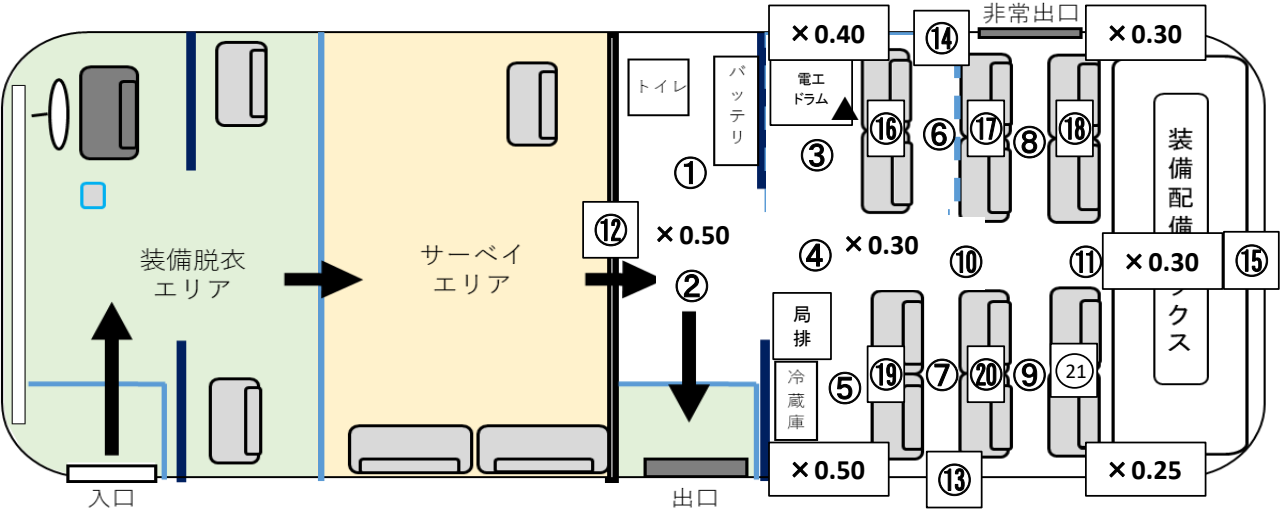 非常出口
×0.40
⑭
×0.30
トイレ
バッテリ
電工
ドラム
⑯
⑥
⑰
⑧
⑱
①
③
装備配備
クス
⑫
×0.50
④
×0.30
⑩
⑪
×0.30
⑮
装備脱衣
エリア
サーベイ
エリア
②
局排
冷蔵庫
⑤
⑲
⑦
⑳
⑨
㉑
×0.50
⑬
×0.25
入口
出口